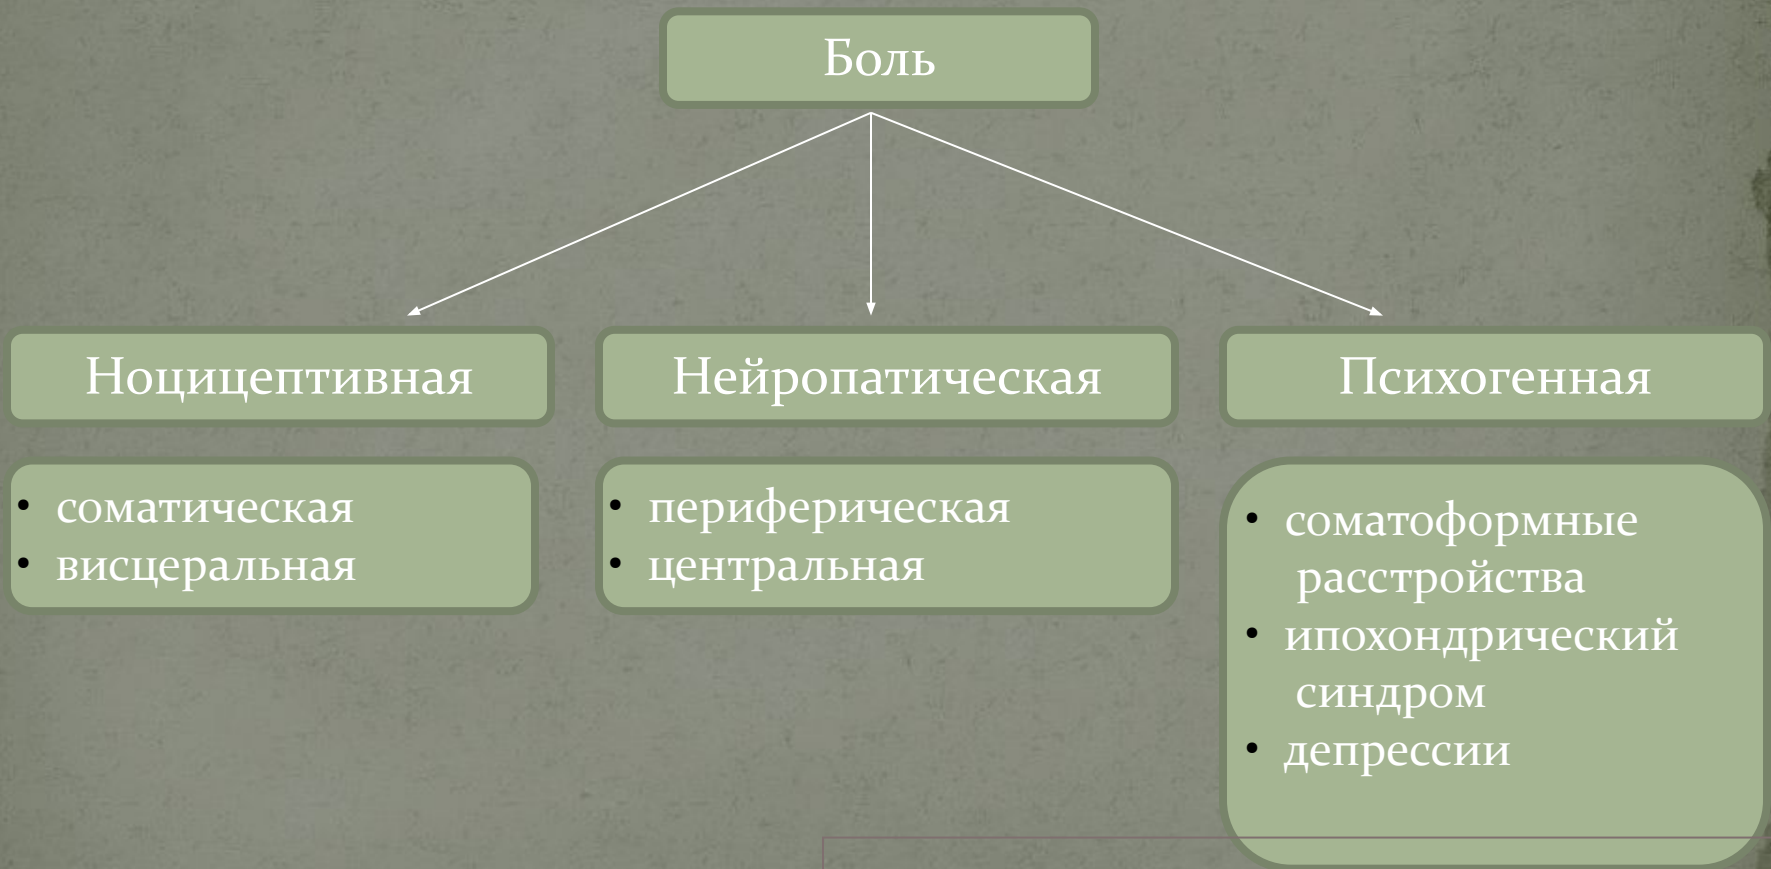 Боль
Ноцицептивная
Нейропатическая
Психогенная
• соматическая
• висцеральная
• периферическая
• центральная
• соматоформные
расстройства
• ипохондрический
синдром
• депрессии